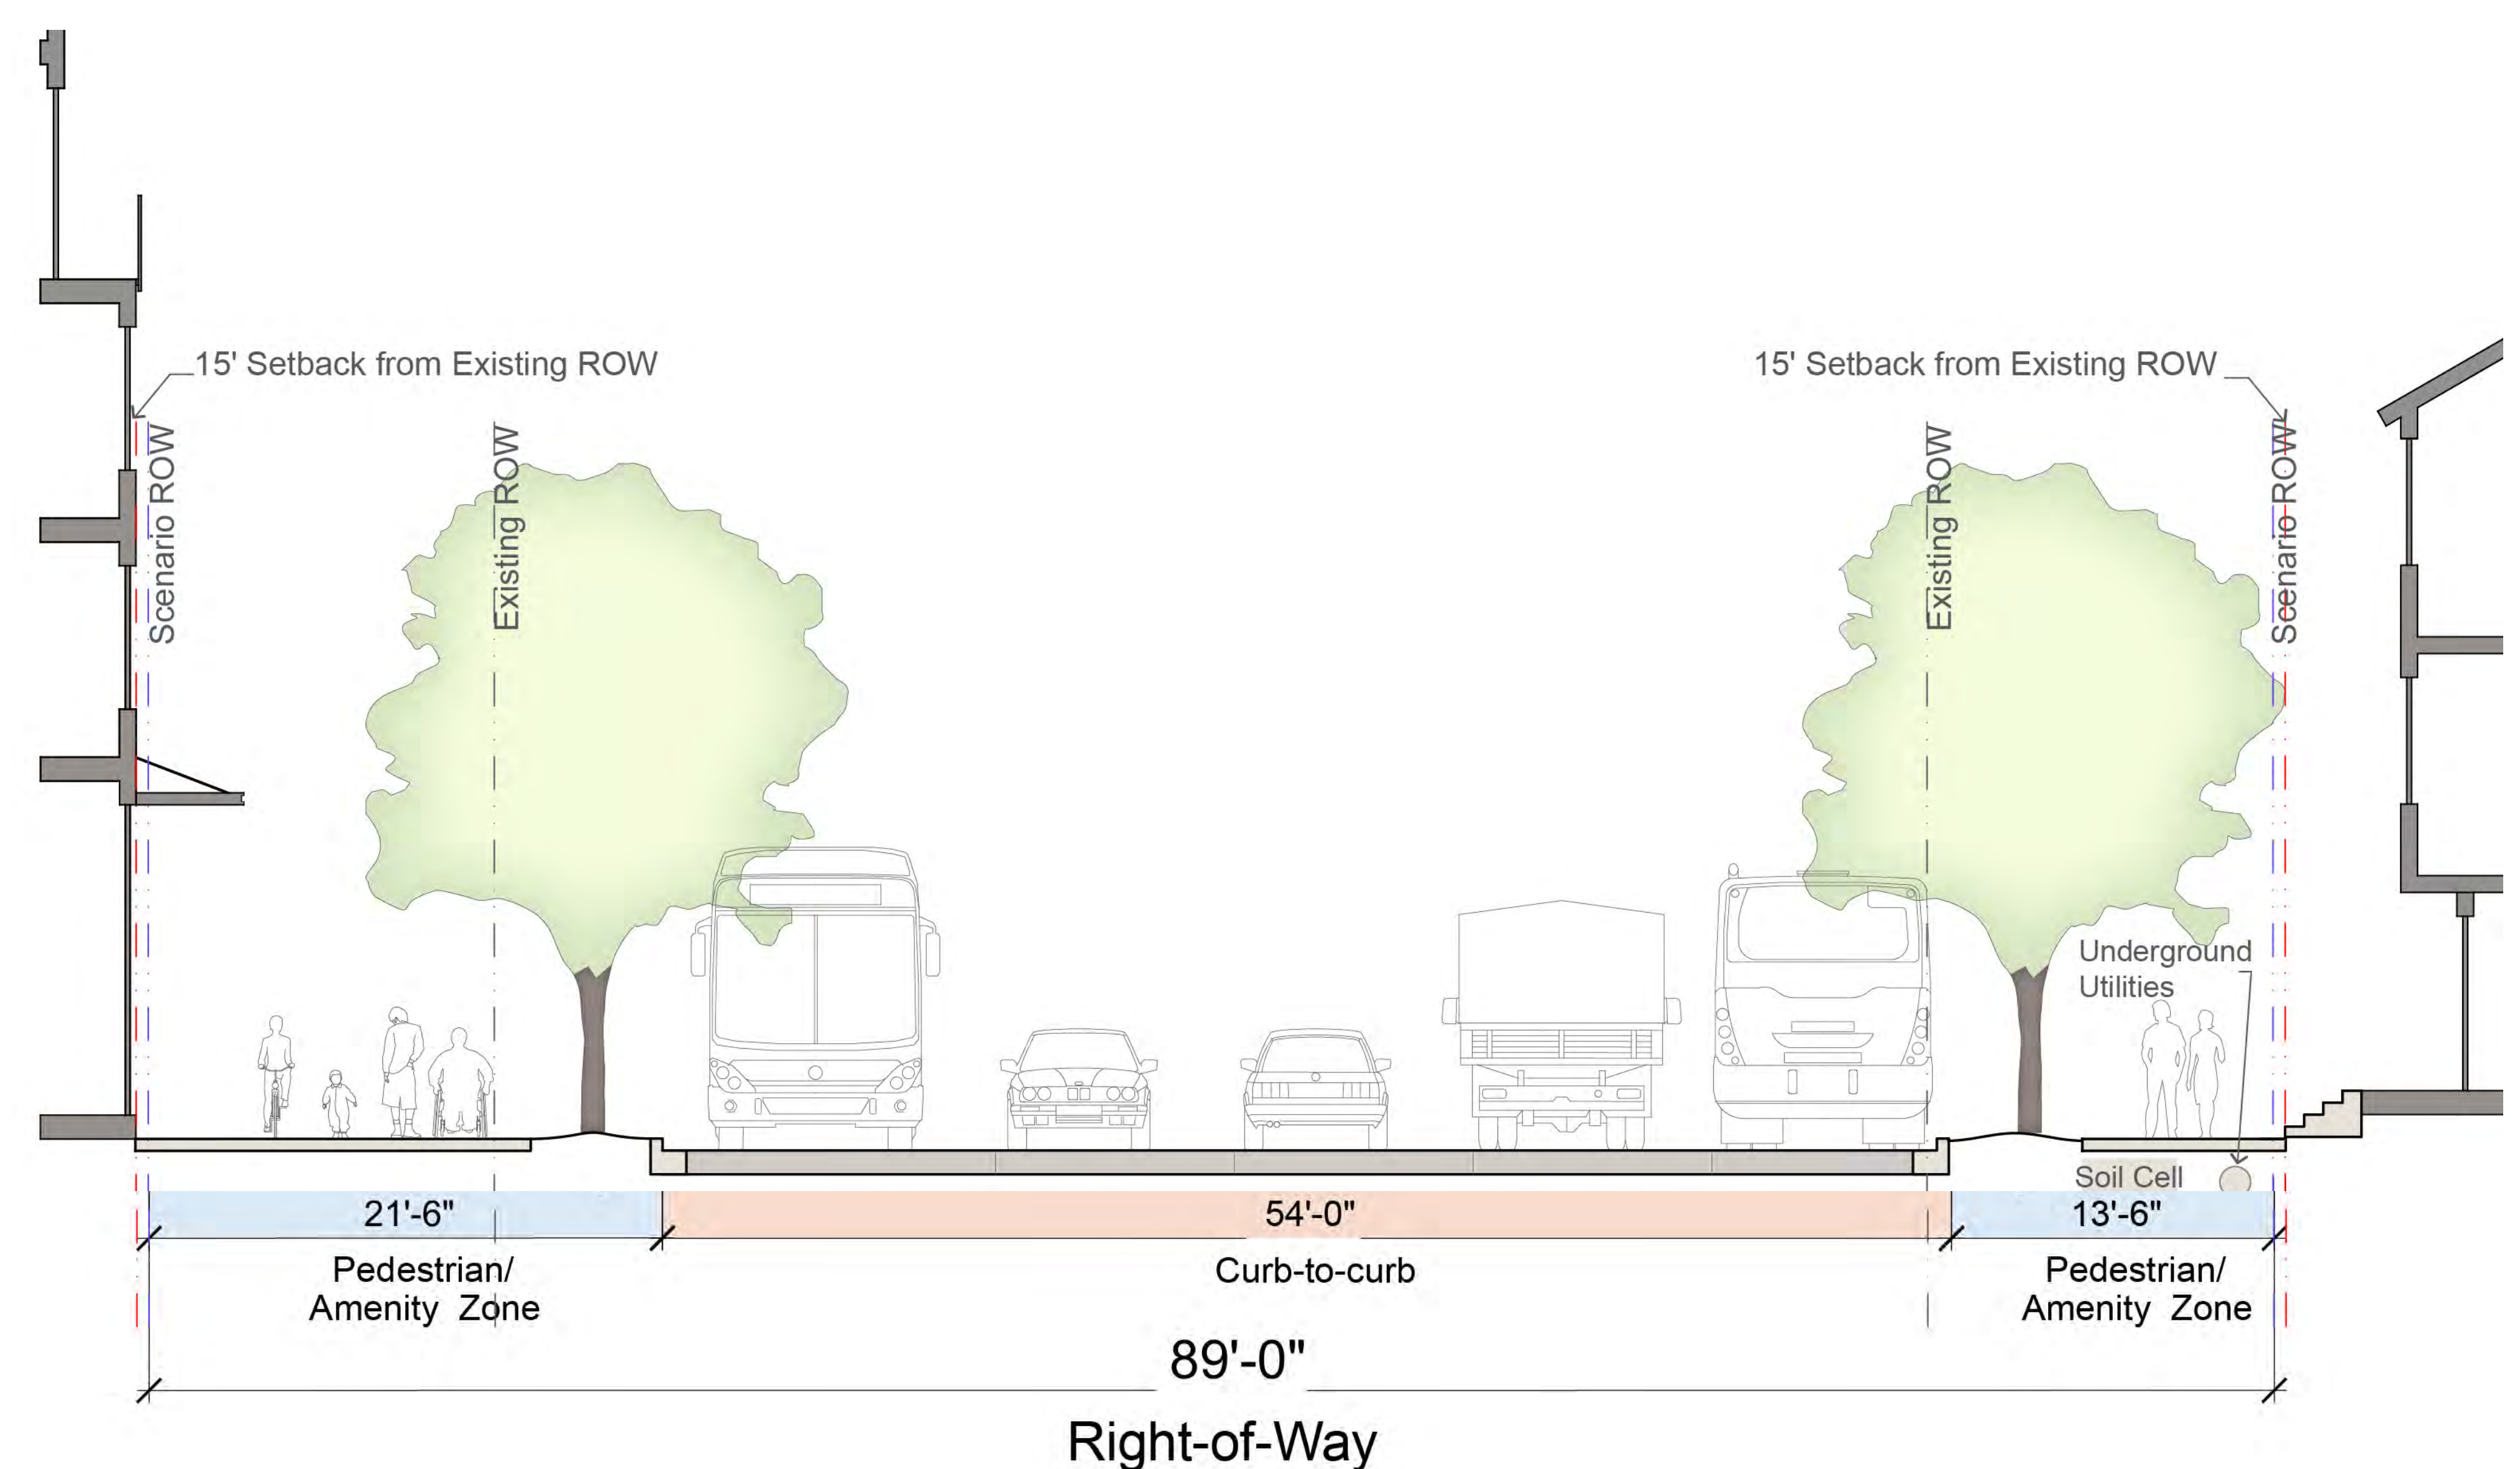 15' Setback from Existing ROW
15' Setback from Existing ROW
Scenario ROW
Existing ROW
Existing ROW
Scenario ROW
Underground
Utilities
Soil Cell
21'-6"
54'-0"
13'-6"
Pedestrian/
Amenity Zone
Curb-to-curb
Pedestrian/
Amenity Zone
89'-0"
Right-of-Way